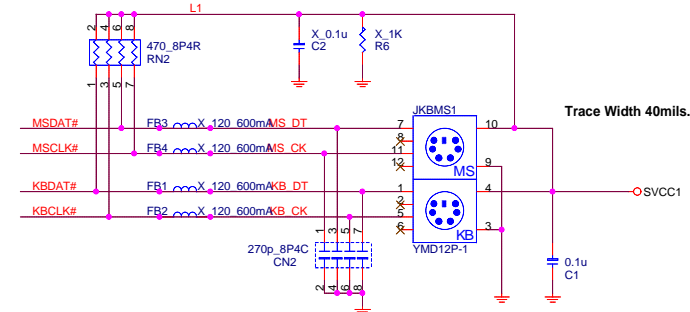 L1
2 4 6 8
470_8P4R
RN2
1 3 5 7
X_0.1u
C2
X_1K
R6
JKBMS1
Trace Width 40mils.
MSDAT# FB3 X_120_600mA MS_DT 7 10
8
MSCLK# FB4 X_120_600mA MS_CK 11
12 MS 9
KBDAT# FB1 X_120_600mA KB_DT 1 4 SVCC1
2
KBCLK# FB2 X_120_600mA KB_CK 5
6 KB 3
YMD12P-1
1 3 5 7
270p_8P4C
CN2
2 4 6 8
0.1u
C1